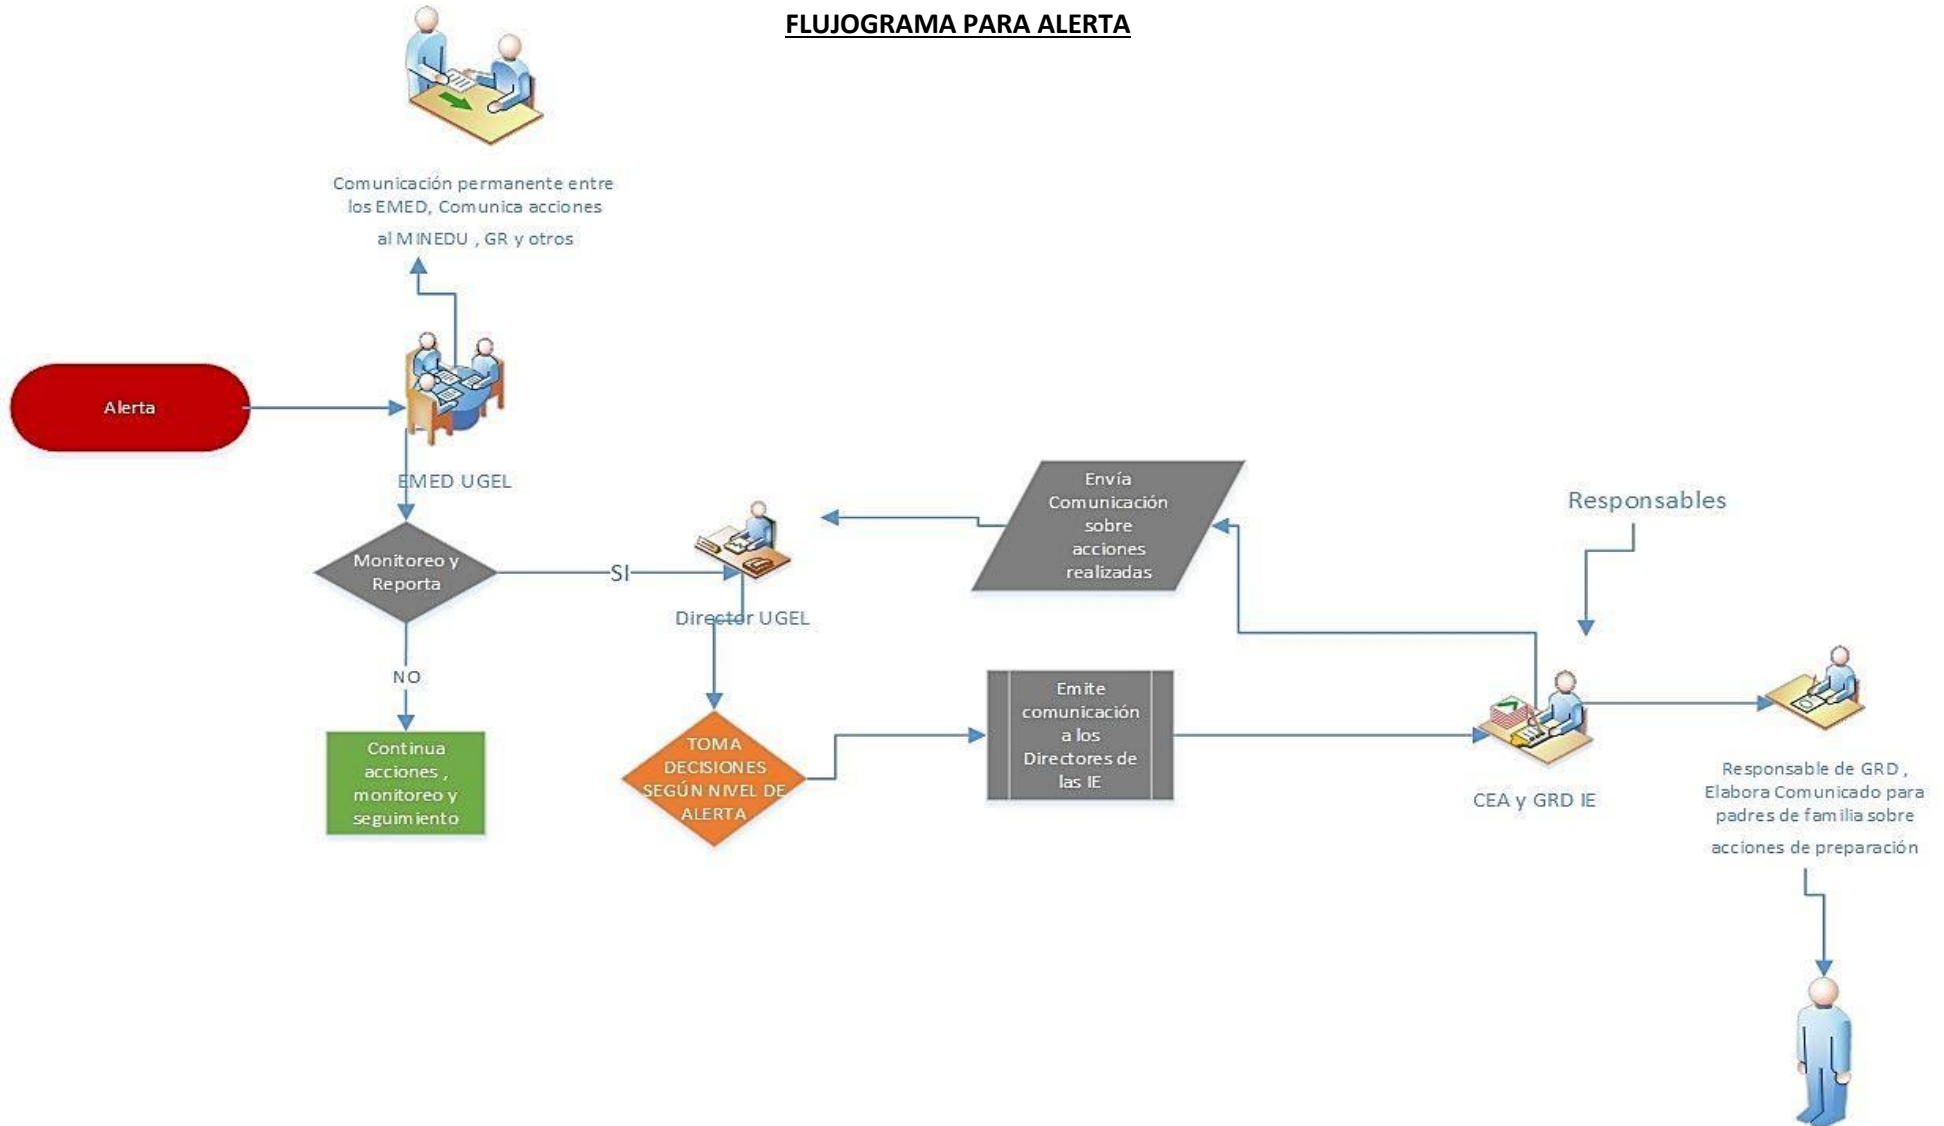 FLUJOGRAMA PARA ALERTA
Comunicación permanente entre
los EMED, Comunica acciones
al MINEDU , GR y otros
Alerta
EMED UGEL
Monitoreo y
Reporta
SI
NO
Continua
acciones ,
monitoreo y
seguimiento
Director UGEL
TOMA
DECISIONES
SEGÚN NIVEL DE
ALERTA
Envía
Comunicación
sobre
acciones
realizadas
Emite
comunicación
a los
Directores de
las IE
Responsables
CEA y GRD IE
Responsable de GRD ,
Elabora Comunicado para
padres de familia sobre
acciones de preparación